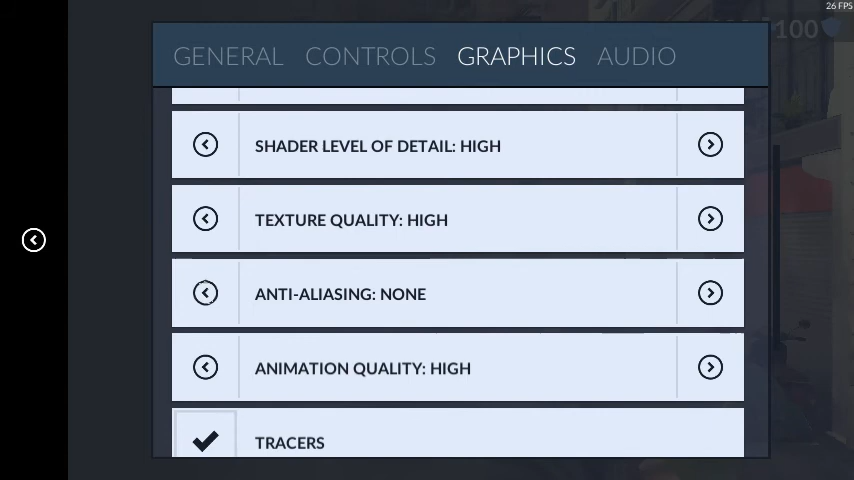 26 FPS
100
GENERAL CONTROLS GRAPHICS AUDIO
SHADER LEVEL OF DETAIL: HIGH
TEXTURE QUALITY: HIGH
ANTI-ALIASING: NONE
ANIMATION QUALITY: HIGH
TRACERS